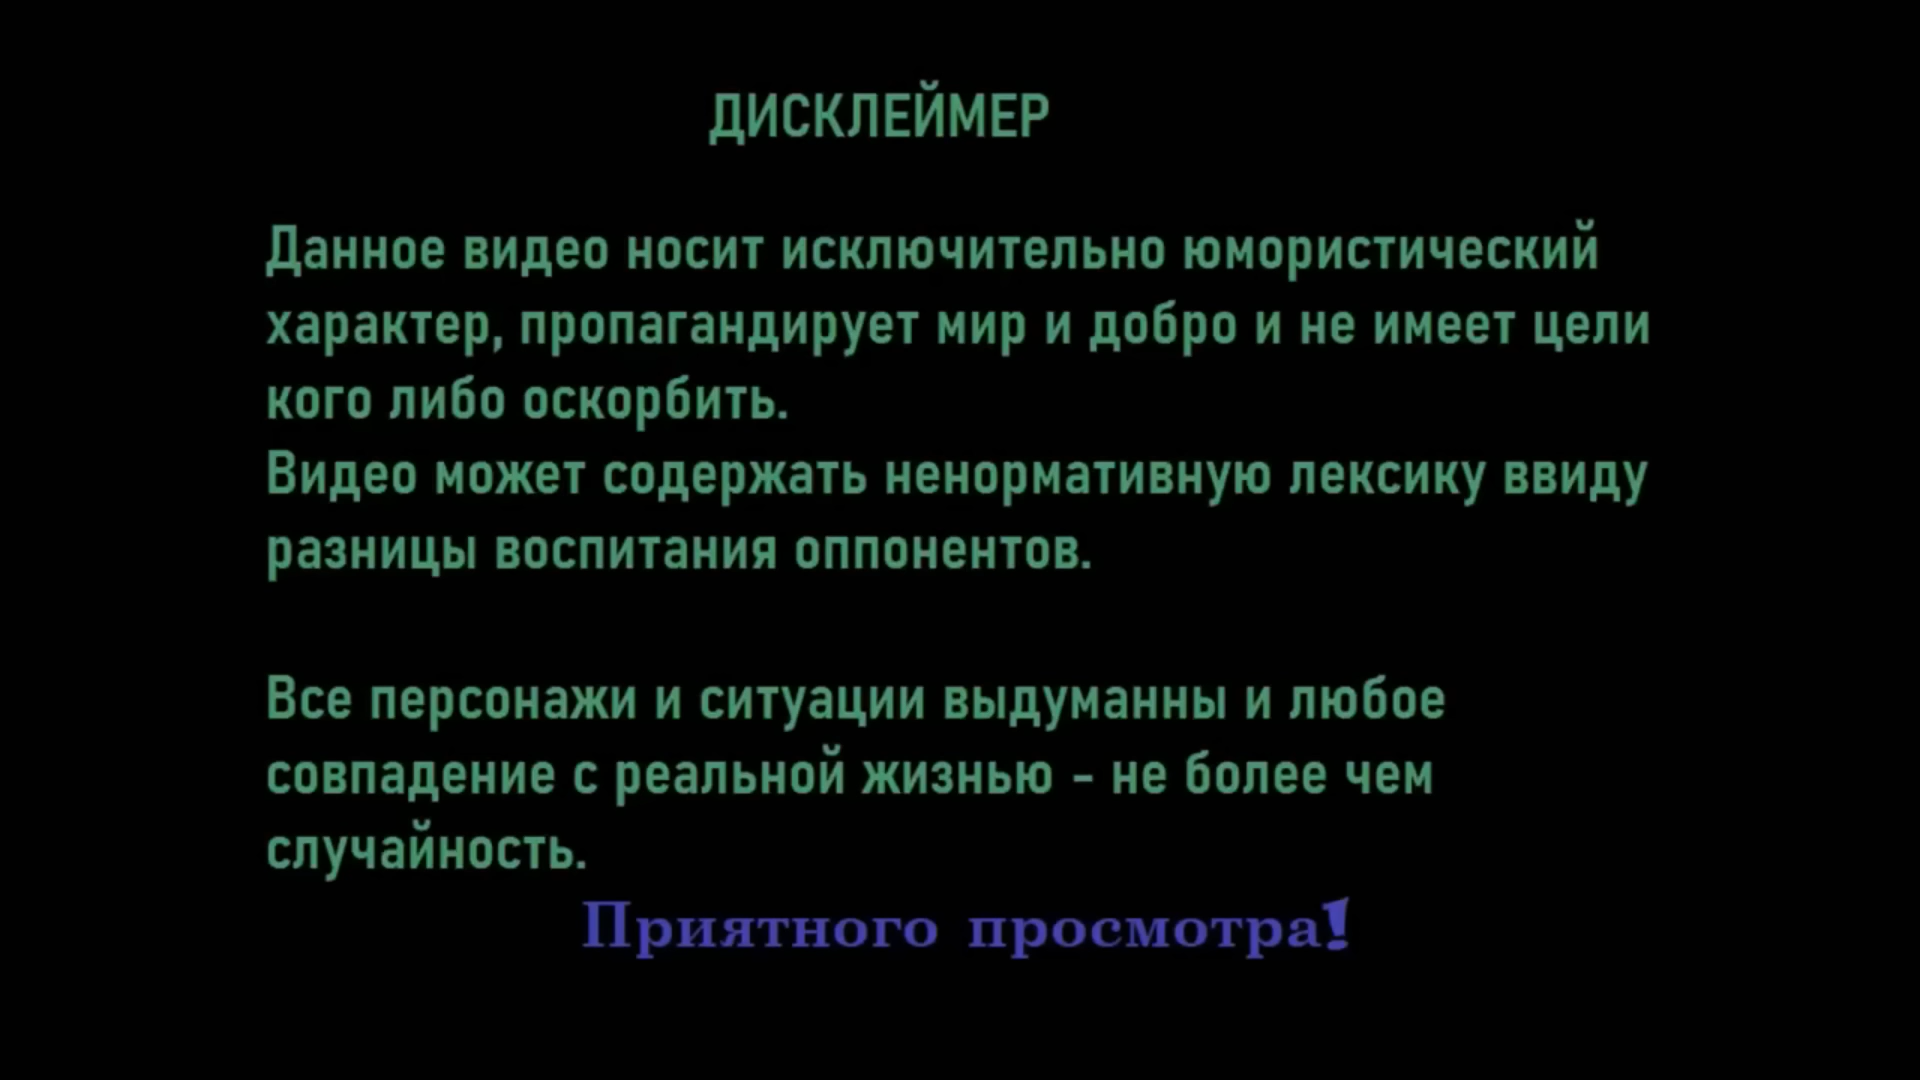 ДИСКЛЕЙМЕР
Данное видео носит исключительно юмористический
характер, пропагандирует мир и добро и не имеет цели
кого либо оскорбить.
Видео может содержать ненормативную лексику ввиду
разницы воспитания оппонентов.
Все персонажи и ситуации выдуманны и любое
совпадение с реальной жизнью - не более чем
случайность.
Приятного просмотра!